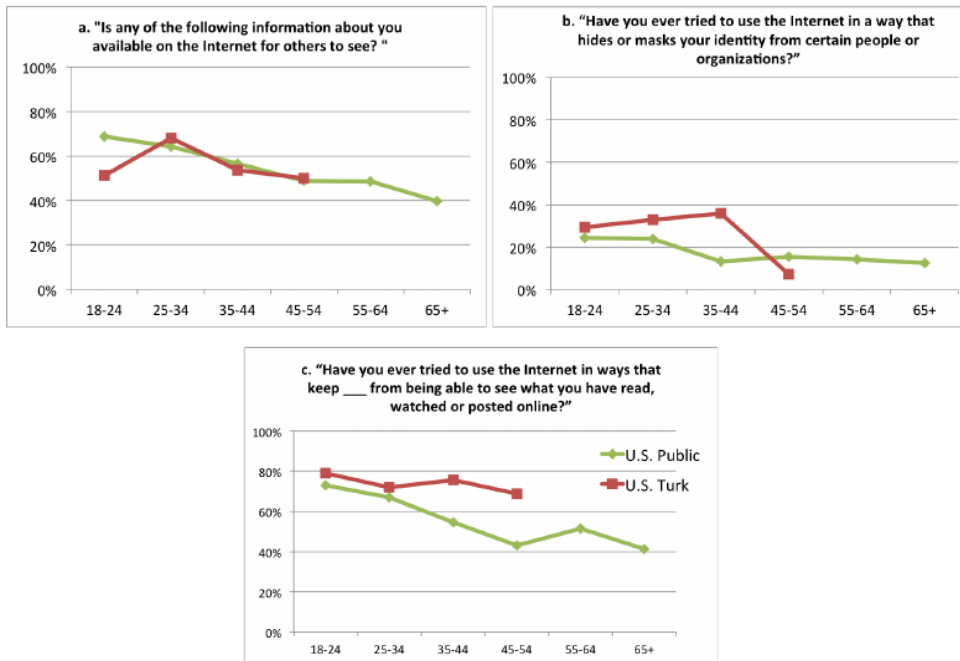 a. "Is any of the following information about you
available on the Internet for others to see? "
100%
80%
60%
40%
20%
0%
18-24 25-34 35-44 45-54 55-64 65+
b. “Have you ever tried to use the Internet in a way that
hides or masks your identity from certain people or
organizations?”
100%
80%
60%
40%
20%
0%
18-24 25-34 35-44 45-54 55-64 65+
c. “Have you ever tried to use the Internet in ways that
keep ___ from being able to see what you have read,
watched or posted online?”
100%
80%
60%
40%
20%
0%
U.S. Public
U.S. Turk
18-24 25-34 35-44 45-54 55-64 65+